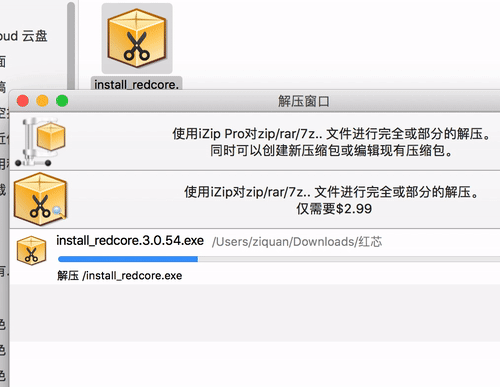 oud 云盘
面
install_redcore.
稿
解压窗口
使用iZip Pro对zip/rar/7z.. 文件进行完全或部分的解压。
同时可以创建新压缩包或编辑现有压缩包。
使用iZip对zip/rar/7z.. 文件进行完全或部分的解压。
仅需要$2.99
install_redcore.3.0.54.exe /Users/ziquan/Downloads/红芯
解压 /install_redcore.exe
有.
色
色
色